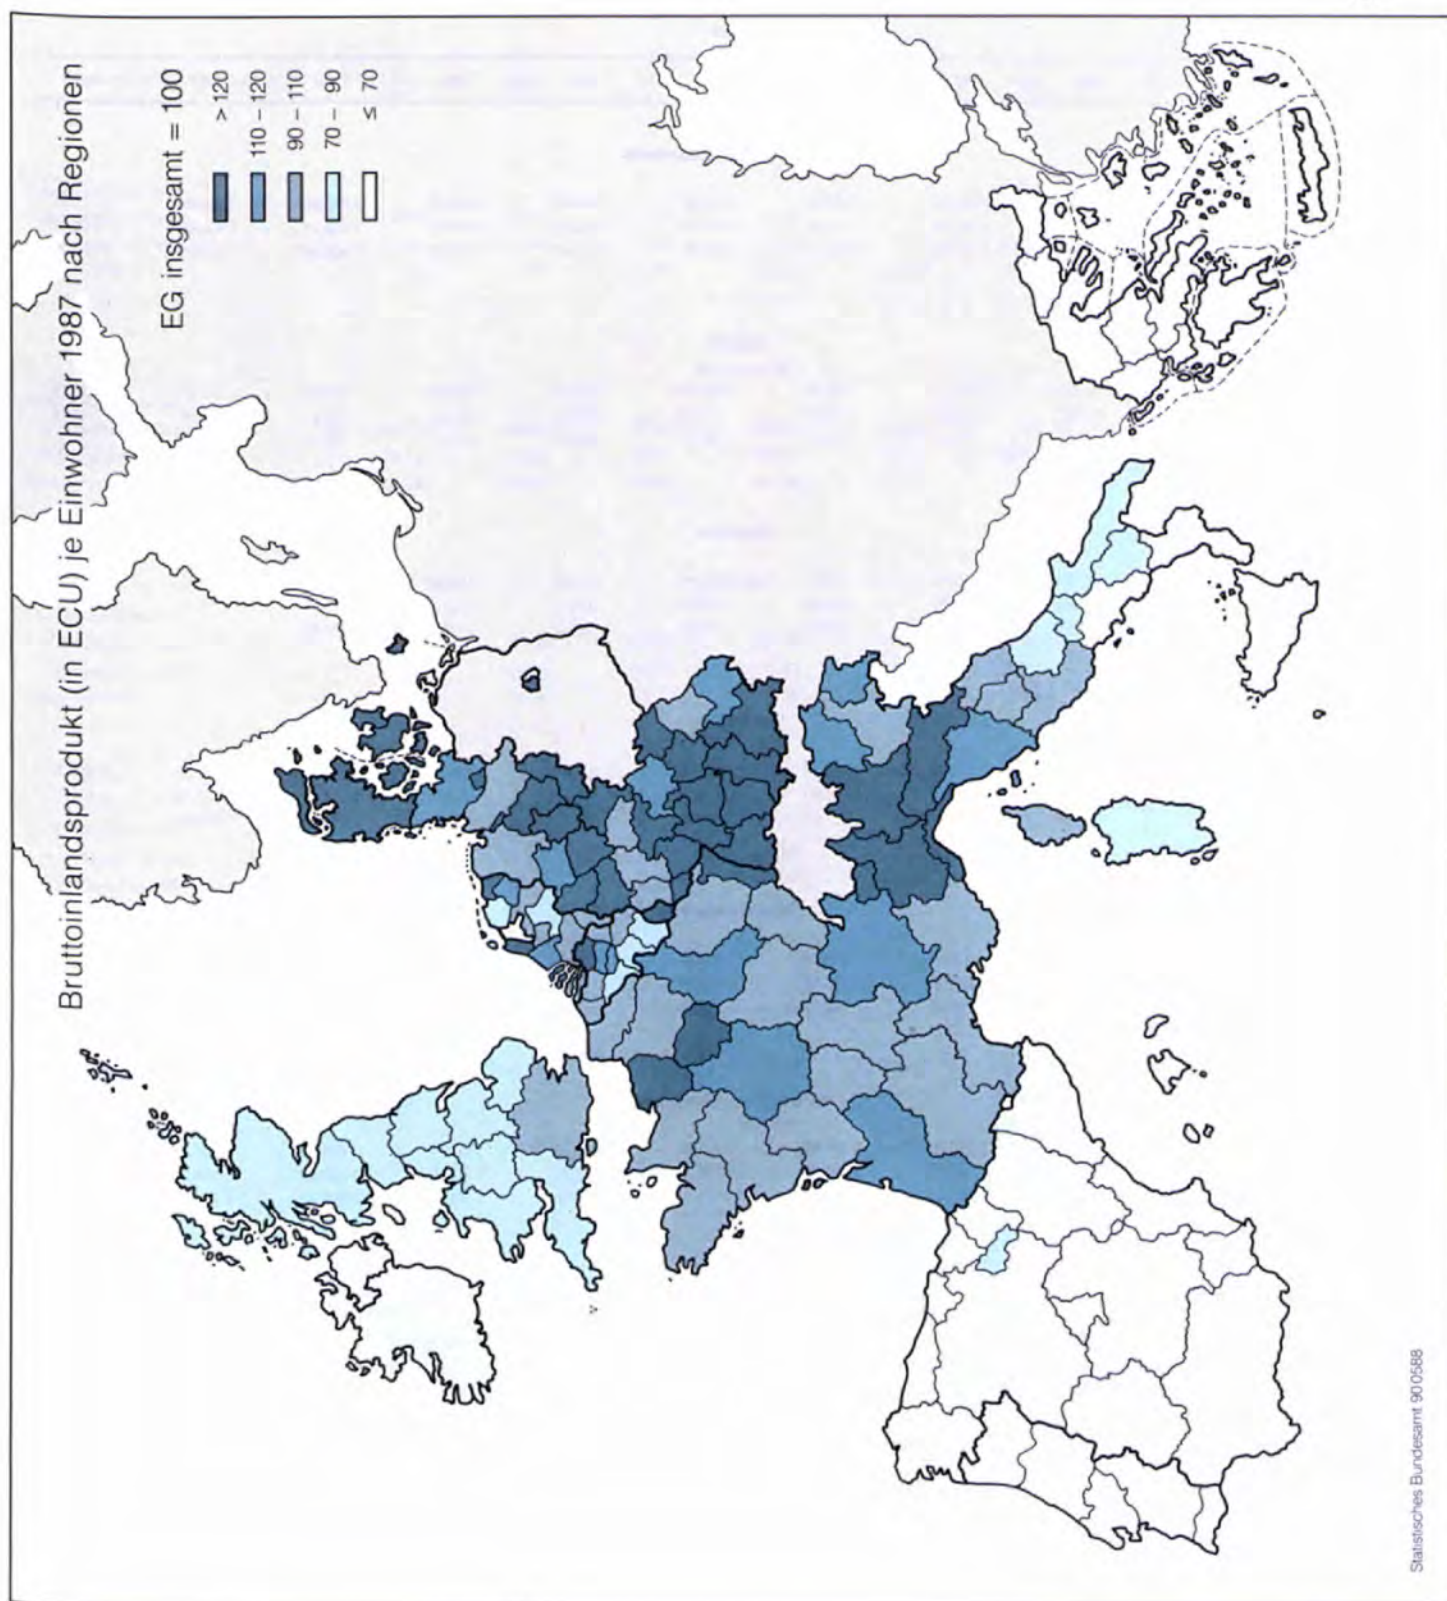 Bruttoinlandsprodukt (in ECU) je Einwohner 1987 nach Regionen
EG insgesamt = 100
> 120
110 – 120
90 – 110
70 – 90
≤ 70
Statistisches Bundesamt 90 0588